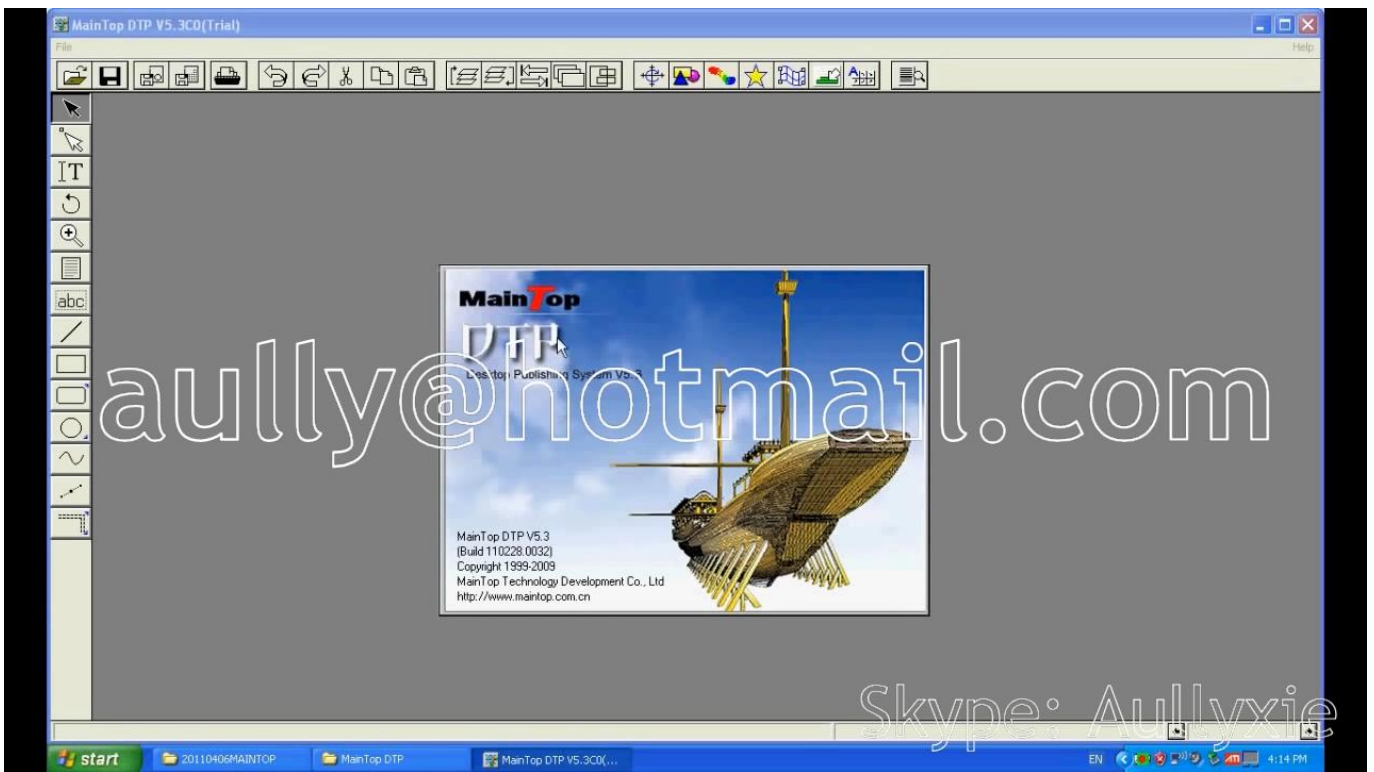 MainTop DTP V5.3C0(Trial)
File
Help
T
abc
MainTop
DTP
Desktop Publishing System V5.3
aully@hotmail.com
MainTop DTP V5.3
(Build 110228.0032)
Copyright 1999-2009
MainTop Technology Development Co., Ltd
http://www.maintop.com.cn
Skype: Aullyxie
start
20110406MAINTOP
MainTop DTP
MainTop DTP V5.3C0(...
EN
4:14 PM